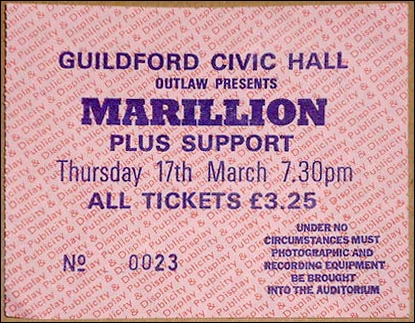 GUILDFORD CIVIC HALL
OUTLAW PRESENTS
MARILLION
PLUS SUPPORT
Thursday 17th March 7.30pm
ALL TICKETS £3.25
UNDER NO
CIRCUMSTANCES MUST
PHOTOGRAPHIC AND
RECORDING EQUIPMENT
BE BROUGHT
INTO THE AUDITORIUM
Nº 0023